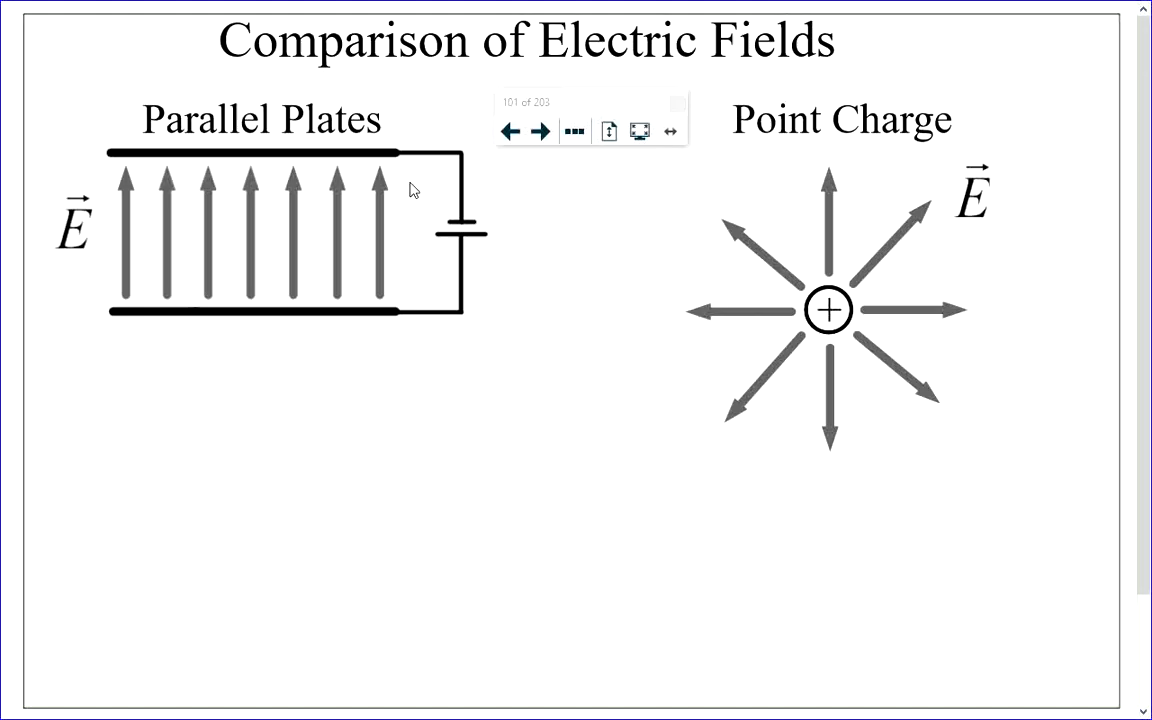 Comparison of Electric Fields
101 of 203
Parallel Plates
Point Charge
E
E
+